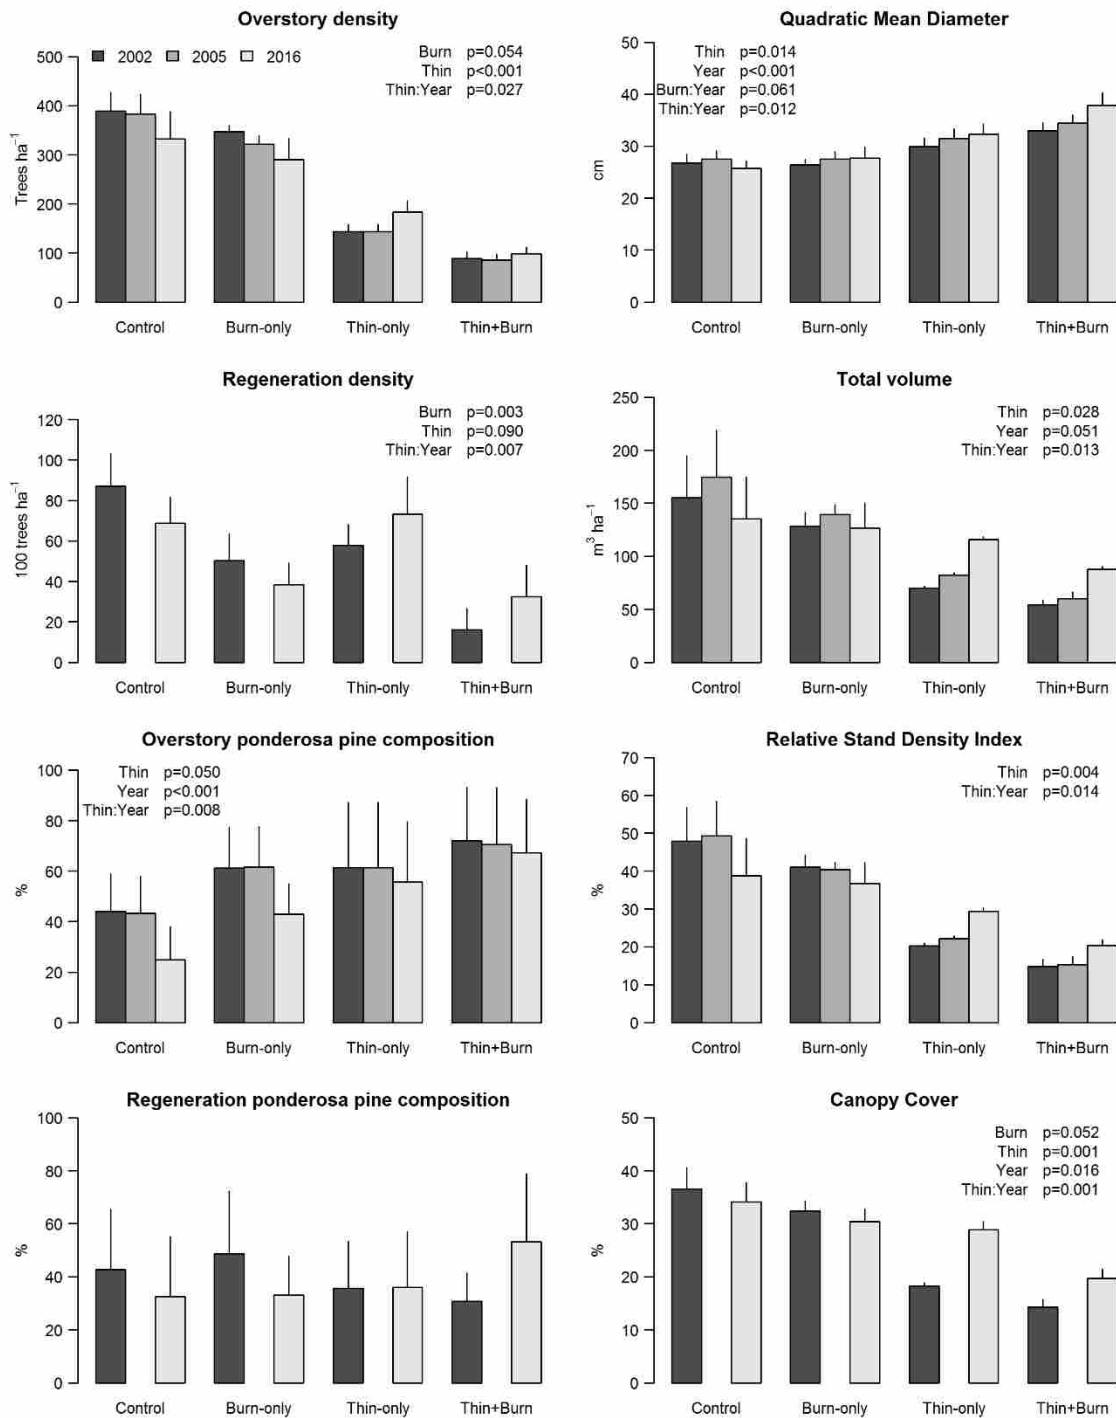 Overstory density
2002 2005 2016
Burn p=0.054
Thin p<0.001
Thin:Year p=0.027
Trees ha⁻¹
500
400
300
200
100
0
Control Burn-only Thin-only Thin+Burn
Quadratic Mean Diameter
Thin p=0.014
Year p<0.001
Burn:Year p=0.061
Thin:Year p=0.012
cm
50
40
30
20
10
0
Control Burn-only Thin-only Thin+Burn
Regeneration density
Burn p=0.003
Thin p=0.090
Thin:Year p=0.007
100 trees ha⁻¹
120
100
80
60
40
20
0
Control Burn-only Thin-only Thin+Burn
Total volume
Thin p=0.028
Year p=0.051
Thin:Year p=0.013
m³ ha⁻¹
250
200
150
100
50
0
Control Burn-only Thin-only Thin+Burn
Overstory ponderosa pine composition
Thin p=0.050
Year p<0.001
Thin:Year p=0.008
%
100
80
60
40
20
0
Control Burn-only Thin-only Thin+Burn
Relative Stand Density Index
Thin p=0.004
Thin:Year p=0.014
%
70
60
50
40
30
20
10
0
Control Burn-only Thin-only Thin+Burn
Regeneration ponderosa pine composition
%
100
80
60
40
20
0
Control Burn-only Thin-only Thin+Burn
Canopy Cover
Burn p=0.052
Thin p=0.001
Year p=0.016
Thin:Year p=0.001
%
50
40
30
20
10
0
Control Burn-only Thin-only Thin+Burn